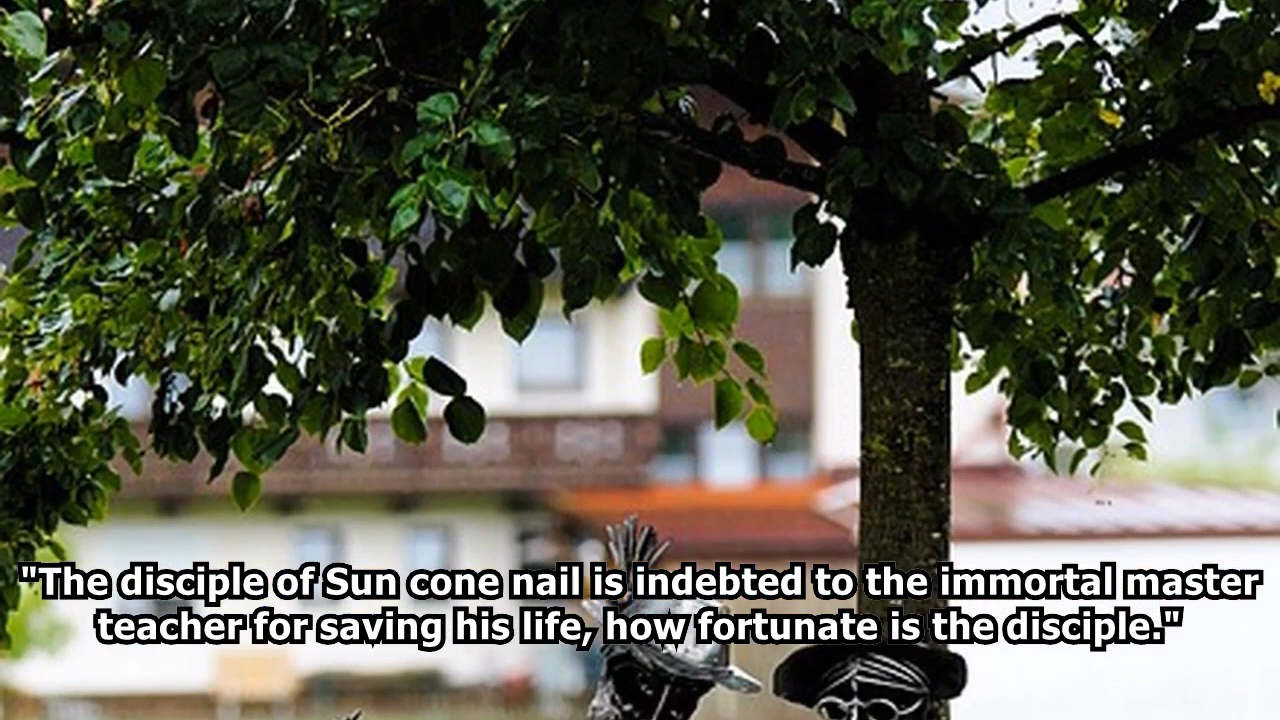 "The disciple of Sun cone nail is indebted to the immortal master
teacher for saving his life, how fortunate is the disciple."